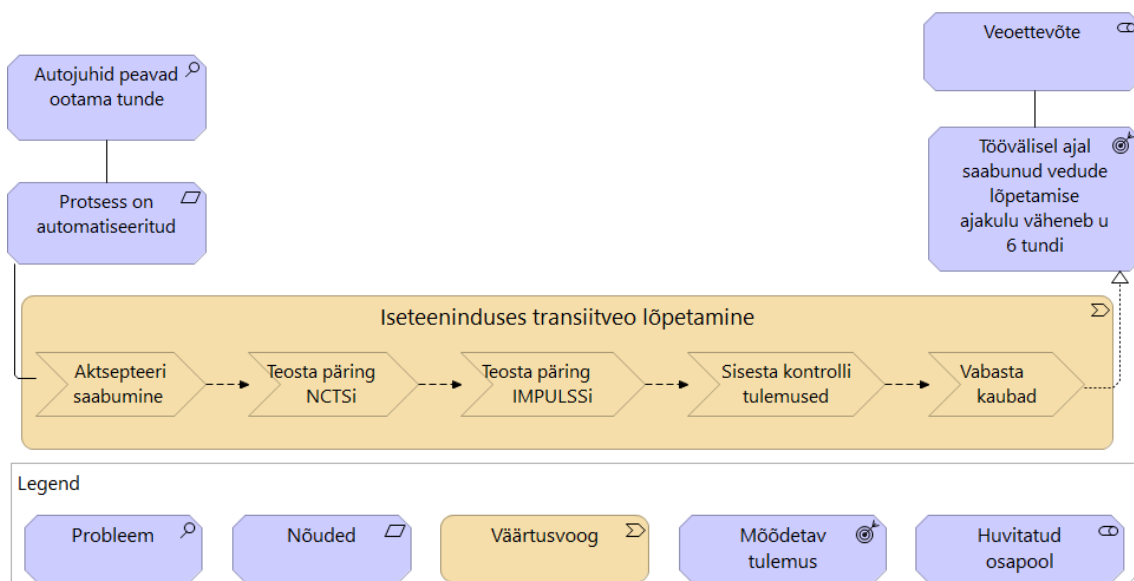 Veoettevõte
Autojuhid peavad
ootama tunde
Töövälisel ajal
saabunud vedude
lõpetamise
ajakulu väheneb u
6 tundi
Protsess on
automatiseeritud
Iseteeninduses transiitveo lõpetamine
Aktsepteeri
saabumine
Teosta päring
NCTSi
Teosta päring
IMPULSSi
Sisesta kontrolli
tulemused
Vabasta
kaubad
Legend
Probleem
Nõuded
Väärtusvoog
Mõõdetav
tulemus
Huvitatud
osapool